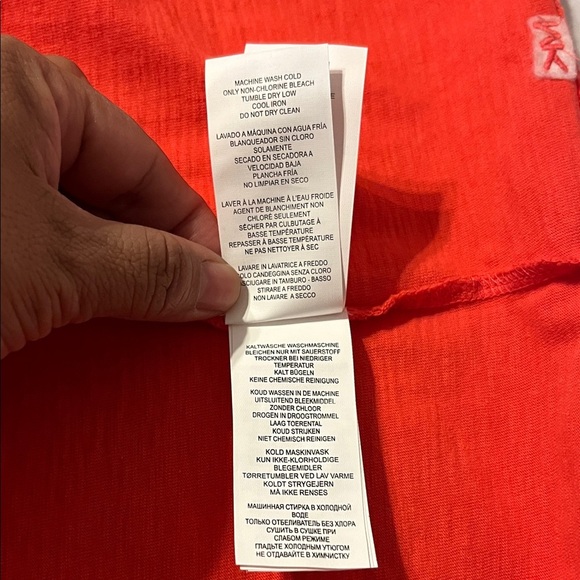 MACHINE WASH COLD
ONLY NON-CHLORINE BLEACH
TUMBLE DRY LOW
COOL IRON
DO NOT DRY CLEAN
LAVADO A MÁQUINA CON AGUA FRÍA
BLANQUEADOR SIN CLORO
SOLAMENTE
SECADO EN SECADORA A
VELOCIDAD BAJA
PLANCHA FRÍA
NO LIMPIAR EN SECO
LAVER À LA MACHINE À L'EAU FROIDE
AGENT DE BLANCHIMENT NON
CHLORÉ SEULEMENT
SÉCHER PAR CULBUTAGE À
BASSE TEMPÉRATURE
REPASSER À BASSE TEMPÉRATURE
NE PAS NETTOYER À SEC
LAVARE IN LAVATRICE A FREDDO
OLO CANDEGGINA SENZA CLORO
ASCIUGARE IN TAMBURO - BASSO
STIRARE A FREDDO
NON LAVARE A SECCO
KALTWÄSCHE WASCHMASCHINE
BLEICHEN NUR MIT SAUERSTOFF
TROCKNER BEI NIEDRIGER
TEMPERATUR
KALT BÜGELN
KEINE CHEMISCHE REINIGUNG
KOUD WASSEN IN DE MACHINE
UITSLUITEND BLEEKMIDDEL
ZONDER CHLOOR
DROGEN IN DROOGTROMMEL
LAAG TOERENTAL
KOUD STRIJKEN
NIET CHEMISCH REINIGEN
KOLD MASKINVASK
KUN IKKE-KLORHOLDIGE
BLEGEMIDLER
TØRRETUMBLER VED LAV VARME
KOLDT STRYGEJERN
MÅ IKKE RENSES
МАШИННАЯ СТИРКА В ХОЛОДНОЙ
ВОДЕ
ТОЛЬКО ОТБЕЛИВАТЕЛЬ БЕЗ ХЛОРА
СУШИТЬ В СУШКЕ ПРИ
СЛАБОМ РЕЖИМЕ
ГЛАДЬТЕ ХОЛОДНЫМ УТЮГОМ
НЕ ОТДАВАЙТЕ В ХИМЧИСТКУ